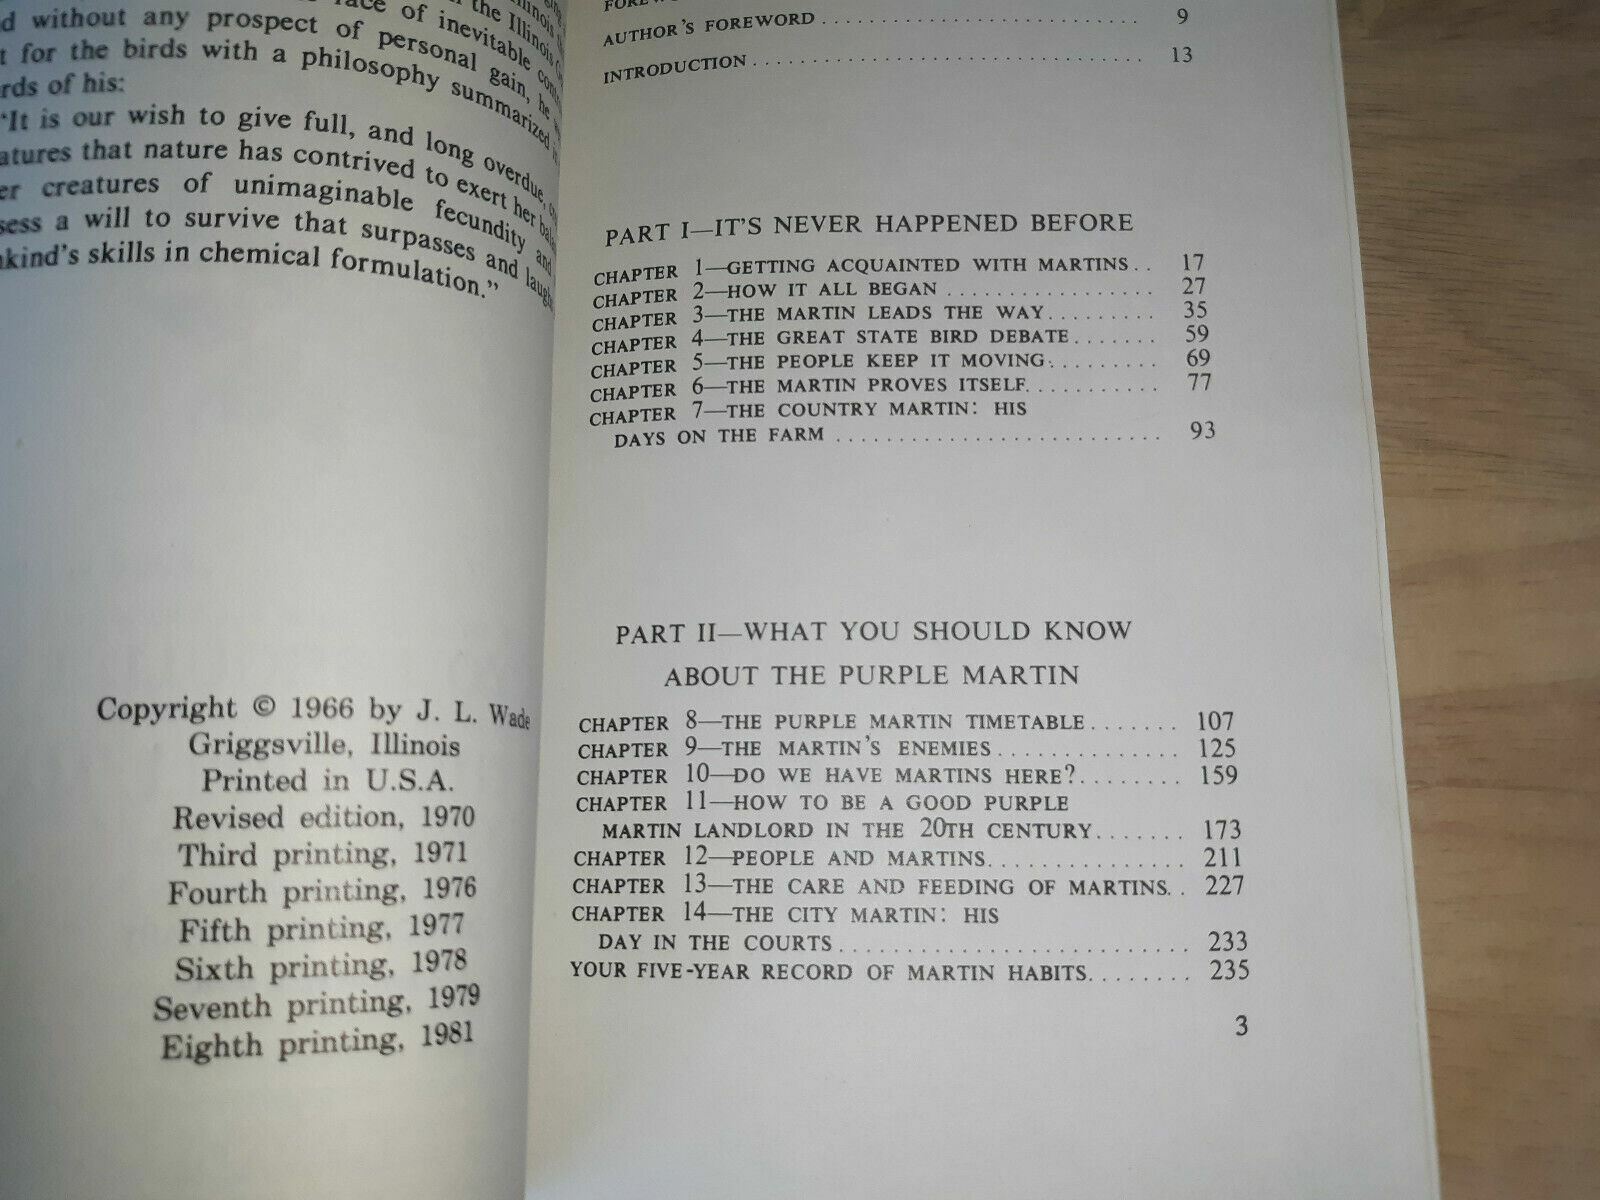 face of inevitable
d without any prospect of personal gain, he
t for the birds with a philosophy summarized
rds of his:
"It is our wish to give full, and long overdue,
atures that nature has contrived to exert her
er creatures of unimaginable fecundity and
sess a will to survive that surpasses and
kind's skills in chemical formulation."
Copyright © 1966 by J. L. Wade
Griggsville, Illinois
Printed in U.S.A.
Revised edition, 1970
Third printing, 1971
Fourth printing, 1976
Fifth printing, 1977
Sixth printing, 1978
Seventh printing, 1979
Eighth printing, 1981
AUTHOR'S FOREWORD 9
INTRODUCTION 13
PART I—IT'S NEVER HAPPENED BEFORE
CHAPTER 1—GETTING ACQUAINTED WITH MARTINS 17
CHAPTER 2—HOW IT ALL BEGAN 27
CHAPTER 3—THE MARTIN LEADS THE WAY 35
CHAPTER 4—THE GREAT STATE BIRD DEBATE 59
CHAPTER 5—THE PEOPLE KEEP IT MOVING 69
CHAPTER 6—THE MARTIN PROVES ITSELF 77
CHAPTER 7—THE COUNTRY MARTIN: HIS
DAYS ON THE FARM 93
PART II—WHAT YOU SHOULD KNOW
ABOUT THE PURPLE MARTIN
CHAPTER 8—THE PURPLE MARTIN TIMETABLE 107
CHAPTER 9—THE MARTIN'S ENEMIES 125
CHAPTER 10—DO WE HAVE MARTINS HERE? 159
CHAPTER 11—HOW TO BE A GOOD PURPLE
MARTIN LANDLORD IN THE 20TH CENTURY 173
CHAPTER 12—PEOPLE AND MARTINS 211
CHAPTER 13—THE CARE AND FEEDING OF MARTINS 227
CHAPTER 14—THE CITY MARTIN: HIS
DAY IN THE COURTS 233
YOUR FIVE-YEAR RECORD OF MARTIN HABITS 235
3